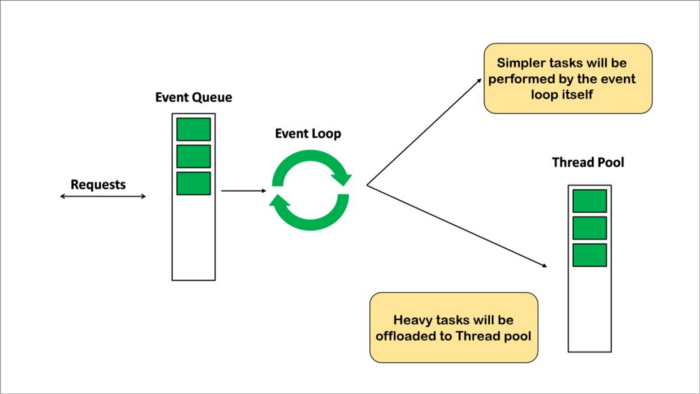 Simpler tasks will be
performed by the event
loop itself
Event Queue
Event Loop
Thread Pool
Requests
Heavy tasks will be
offloaded to Thread pool